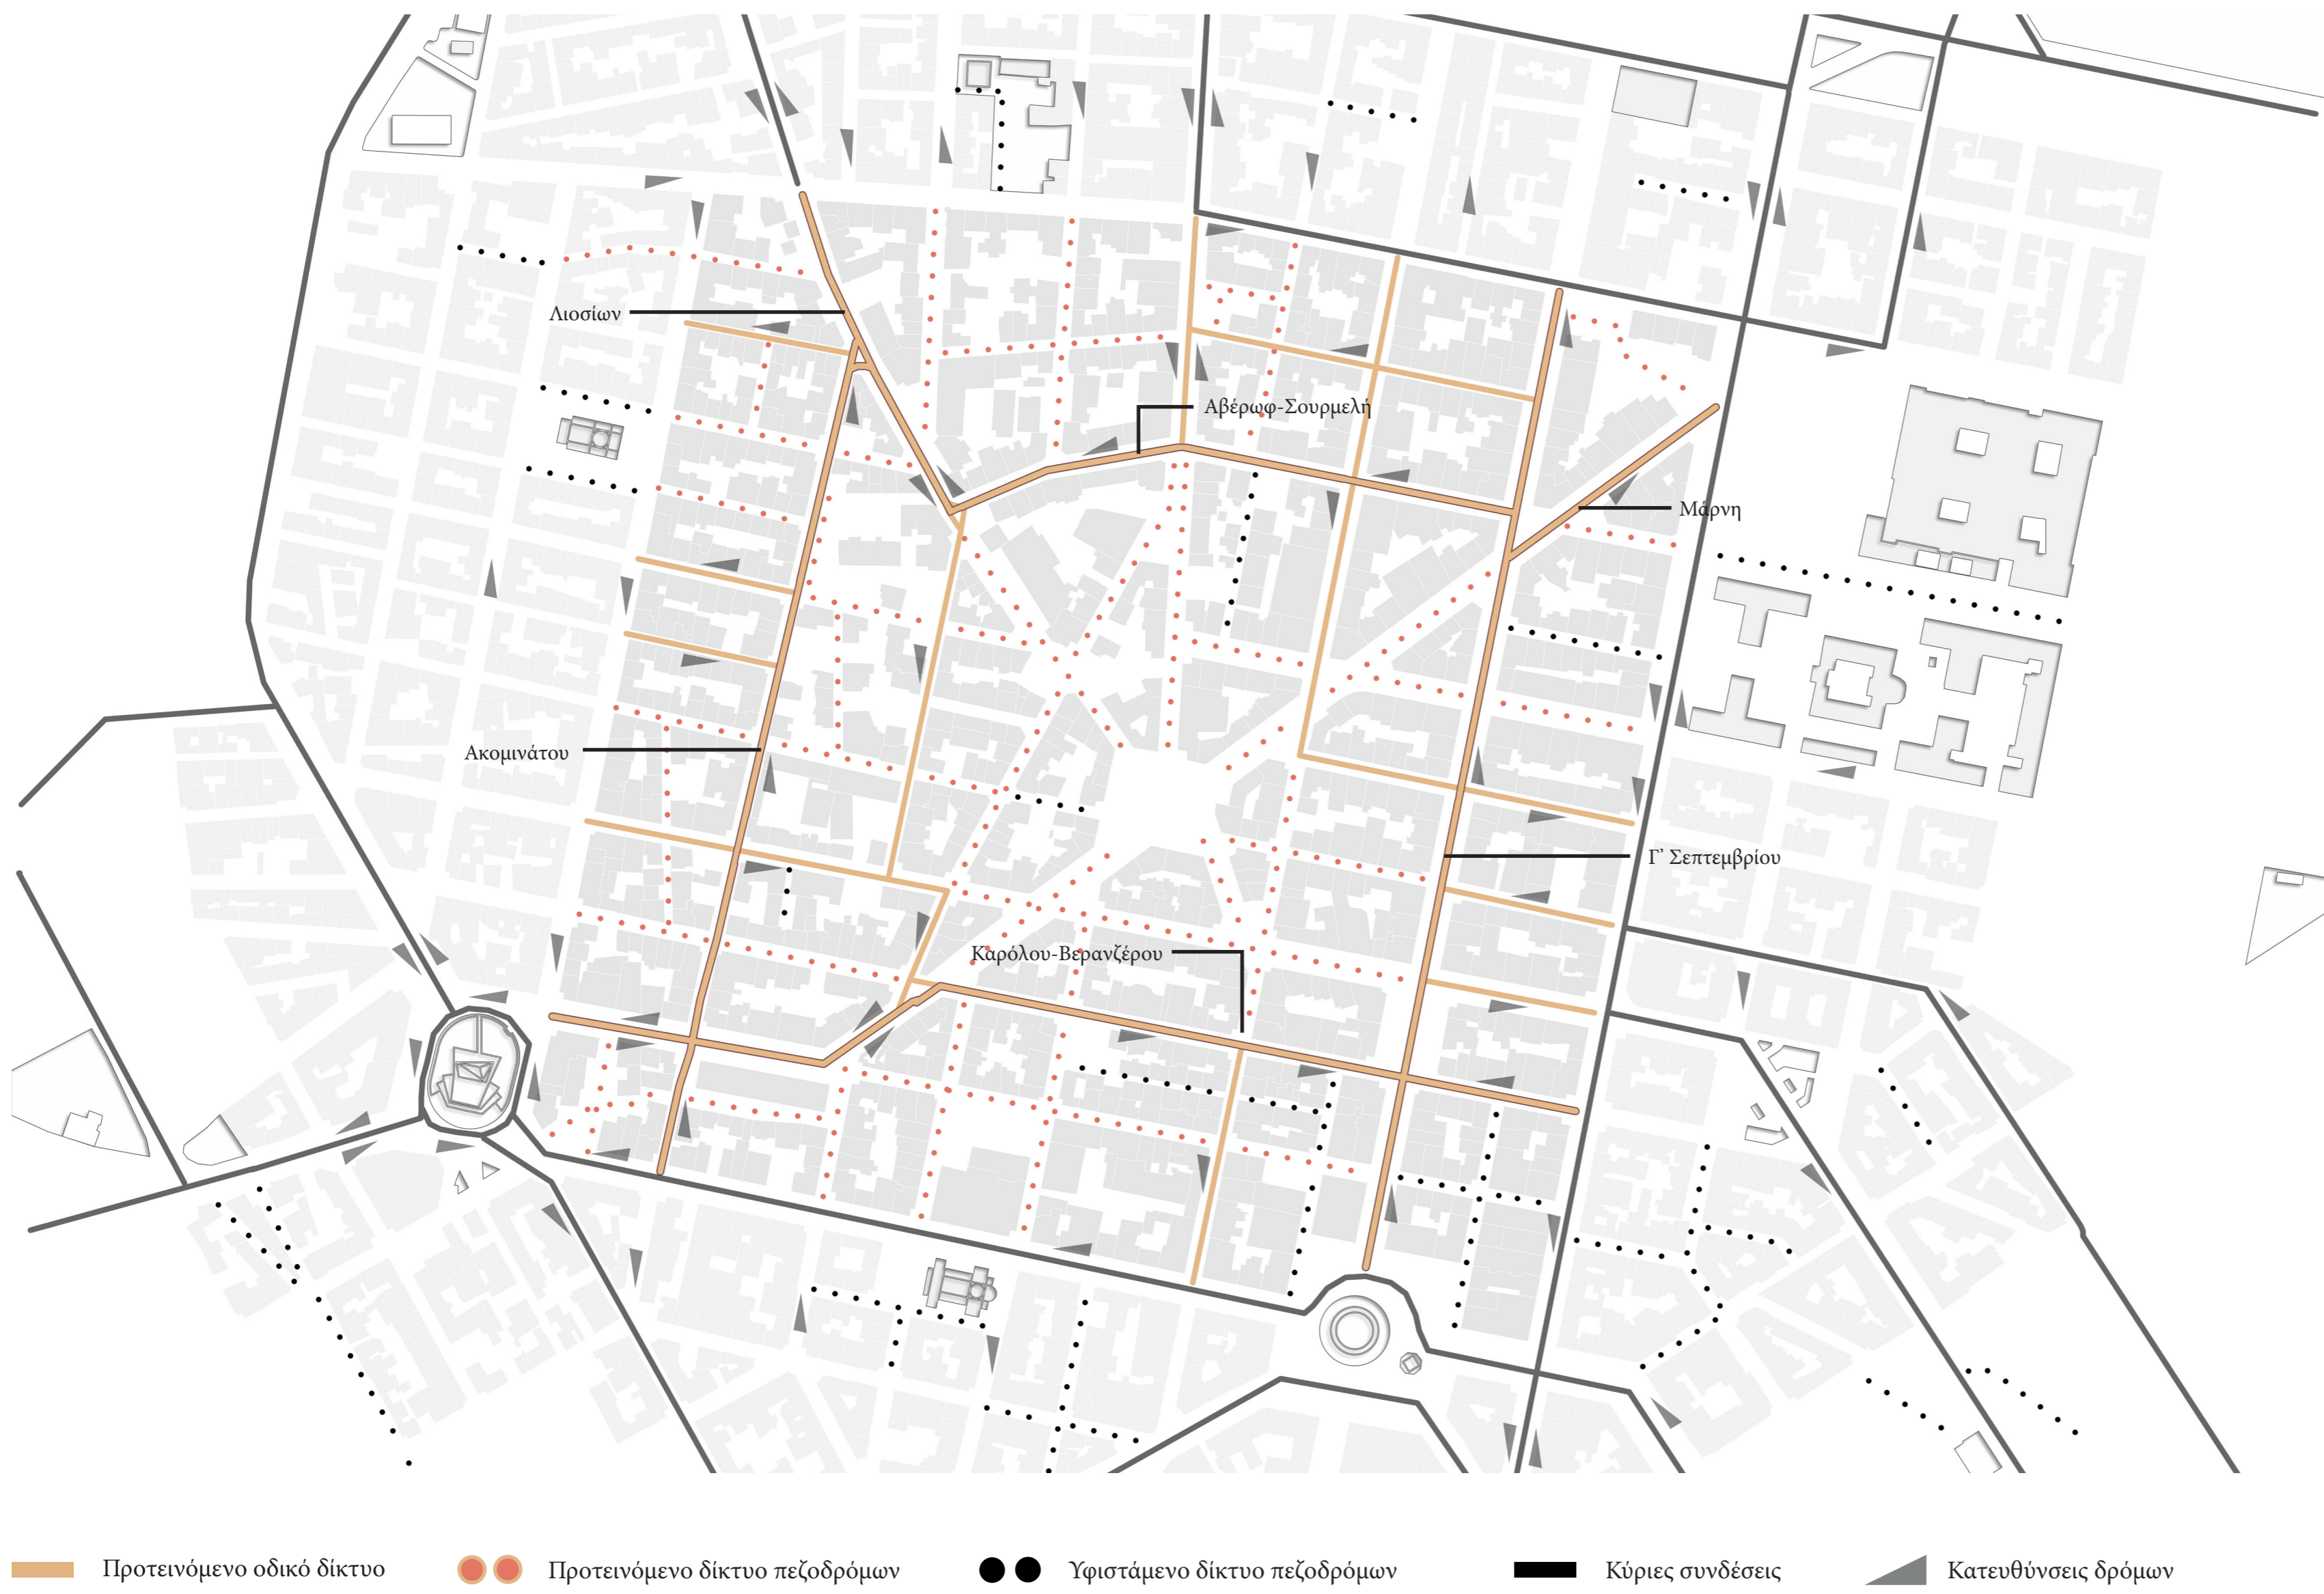 Λιοσίων
Αβέρωφ-Σουρμελή
Μάρνη
Ακομινάτου
Γ’ Σεπτεμβρίου
Καρόλου-Βερανζέρου
Προτεινόμενο οδικό δίκτυο
Προτεινόμενο δίκτυο πεζοδρόμων
Υφιστάμενο δίκτυο πεζοδρόμων
Κύριες συνδέσεις
Κατευθύνσεις δρόμων